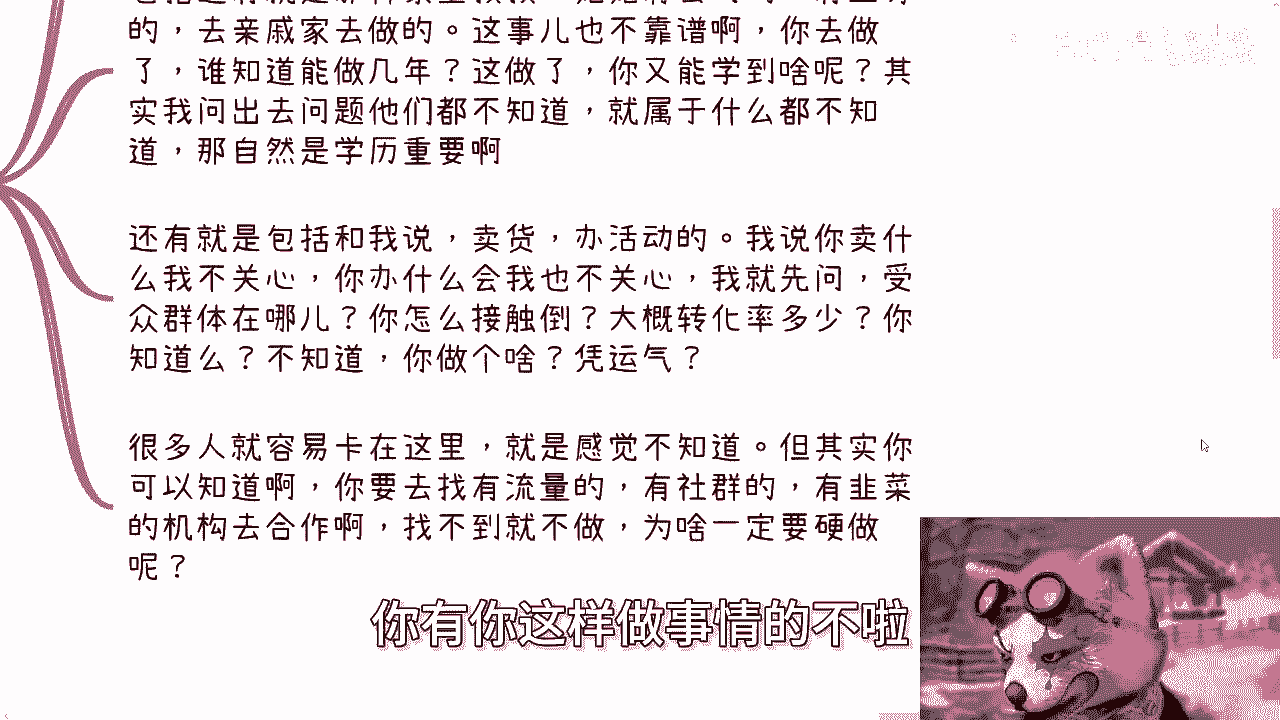 的，去亲戚家去做的。这事儿也不靠谱啊，你去做
了，谁知道能做几年？这做了，你又能学到啥呢？其
实我问出去问题他们都不知道，就属于什么都不知
道，那自然是学历重要啊
还有就是包括和我说，卖货，办活动的。我说你卖什
么我不关心，你办什么会我也不关心，我就先问，受
众群体在哪儿？你怎么接触倒？大概转化率多少？你
知道么？不知道，你做个啥？凭运气？
很多人就容易卡在这里，就是感觉不知道。但其实你
可以知道啊，你要去找有流量的，有社群的，有韭菜
的机构去合作啊，找不到就不做，为啥一定要硬做
呢？
你有你这样做事情的不啦